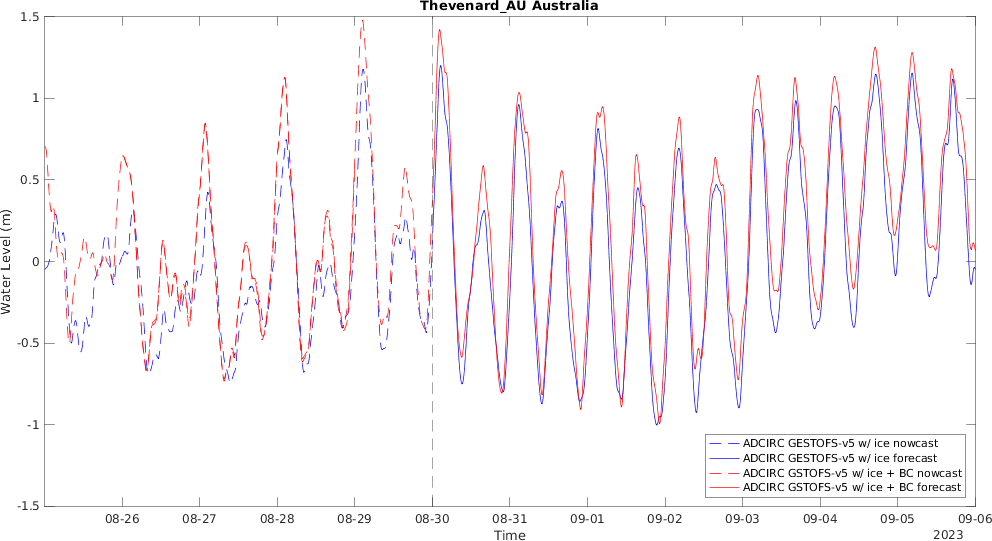 Thevenard_AU Australia
1.5
1
0.5
0
-0.5
-1
-1.5
Water Level (m)
ADCIRC GESTOFS-v5 w/ ice nowcast
ADCIRC GESTOFS-v5 w/ ice forecast
ADCIRC GSTOFS-v5 w/ ice + BC nowcast
ADCIRC GSTOFS-v5 w/ ice + BC forecast
08-26 08-27 08-28 08-29 08-30 08-31 09-01 09-02 09-03 09-04 09-05 09-06
Time
2023